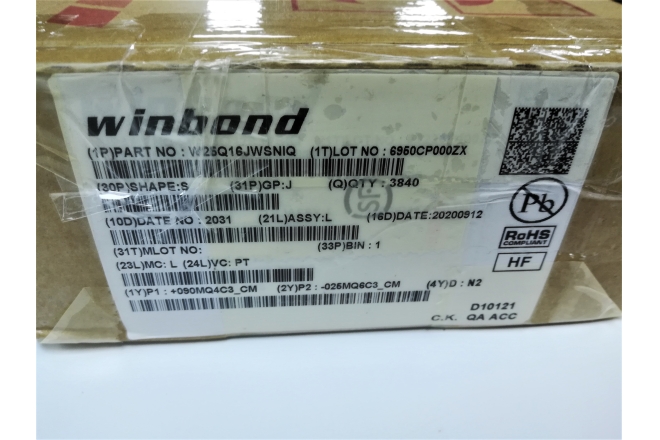 winbond
(1P)PART NO : W25Q16JWSNIQ (1T)LOT NO : 6950CP000ZX
(30P)SHAPE:S (31P)GP:J (Q)QTY : 3840
(10D)DATE NO : 2031 (21L)ASSY:L (16D)DATE:20200912
(31T)MLOT NO: (33P)BIN : 1
(23L)MC: L (24L)VC: PT
(1Y)P1 : +090MQ4C3_CM (2Y)P2 : -025MQ6C3_CM (4Y)D : N2
Pb
RoHS
COMPLIANT
HF
D10121
C.K. QA ACC